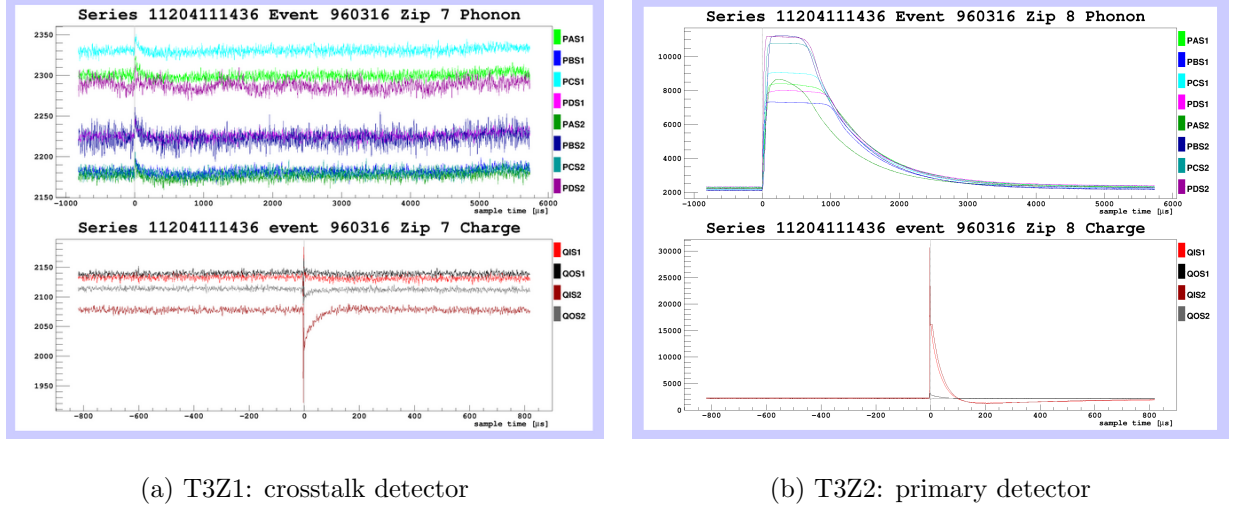 Series 11204111436 Event 960316 Zip 7 Phonon
2350
2300
2250
2200
2150
-1000 0 1000 2000 3000 4000 5000 6000
sample time [µs]
PAS1
PBS1
PCS1
PDS1
PAS2
PBS2
PCS2
PDS2
Series 11204111436 event 960316 Zip 7 Charge
2150
2100
2050
2000
1950
-800 -600 -400 -200 0 200 400 600 800
sample time [µs]
QIS1
QOS1
QIS2
QOS2
(a) T3Z1: crosstalk detector
Series 11204111436 Event 960316 Zip 8 Phonon
10000
8000
6000
4000
2000
-1000 0 1000 2000 3000 4000 5000 6000
sample time [µs]
PAS1
PBS1
PCS1
PDS1
PAS2
PBS2
PCS2
PDS2
Series 11204111436 event 960316 Zip 8 Charge
30000
25000
20000
15000
10000
5000
0
-800 -600 -400 -200 0 200 400 600 800
sample time [µs]
QIS1
QOS1
QIS2
QOS2
(b) T3Z2: primary detector